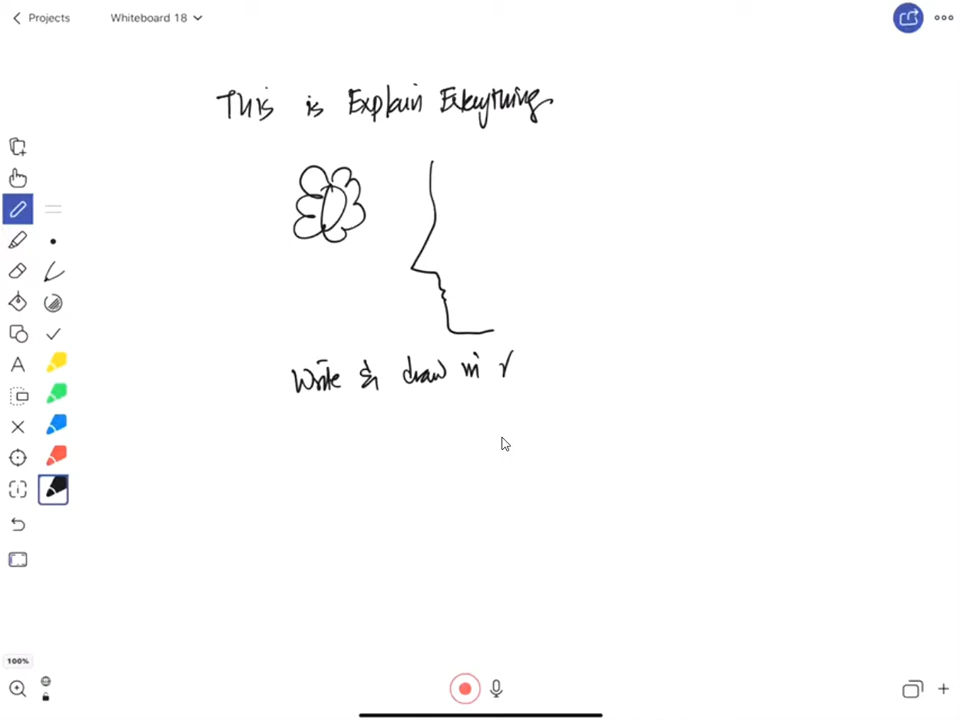 Projects
Whiteboard 18
This is Explain Everything
Write & draw in r
A
100%